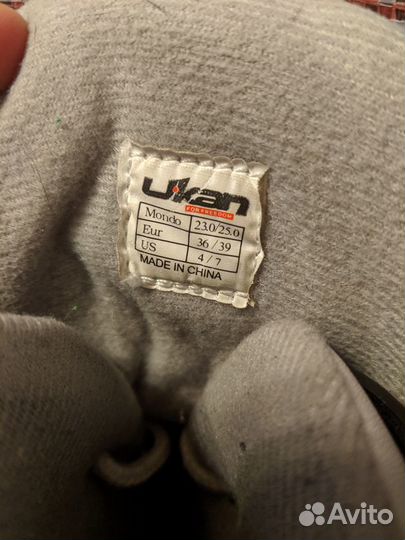 Ukan
FOR FREEDOM
Mondo 23.0/25.0
Eur 36/39
US 4/7
MADE IN CHINA
Avito